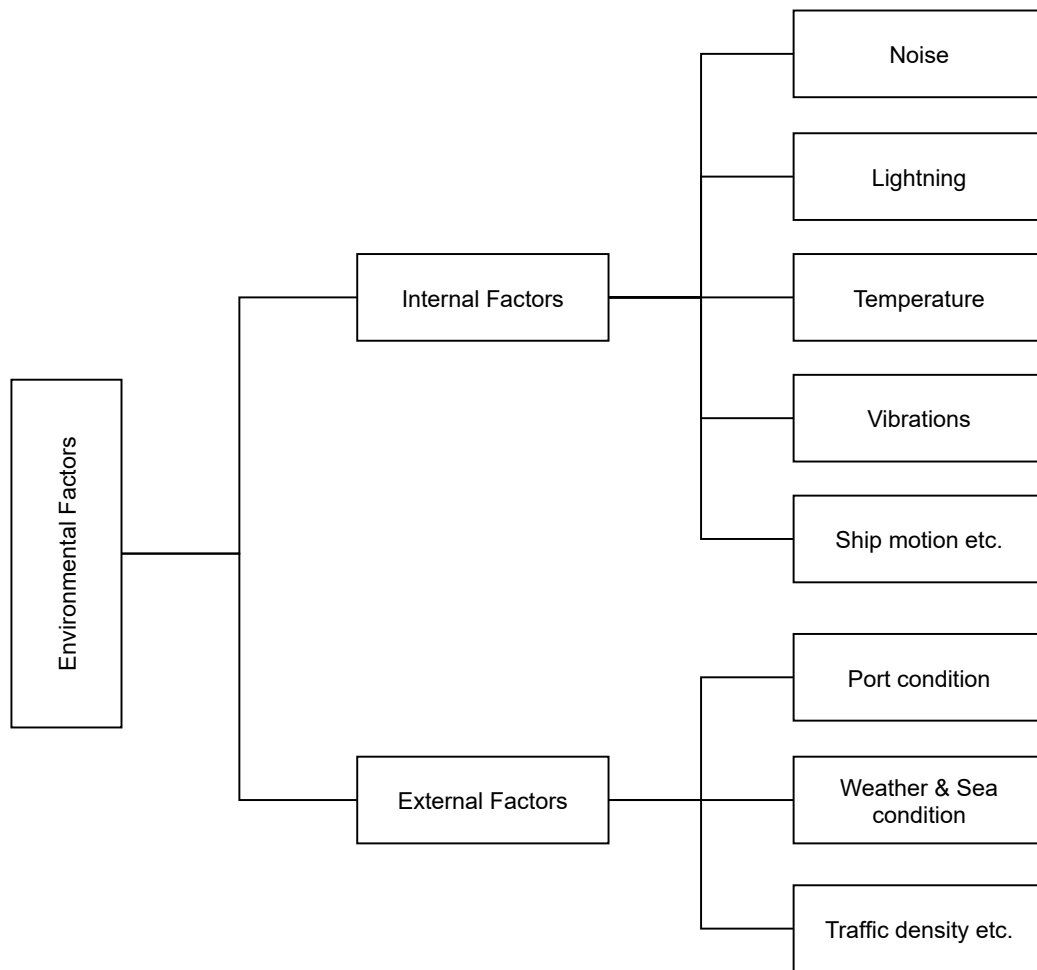 Environmental Factors
Internal Factors
Noise
Lightning
Temperature
Vibrations
Ship motion etc.
External Factors
Port condition
Weather & Sea
condition
Traffic density etc.